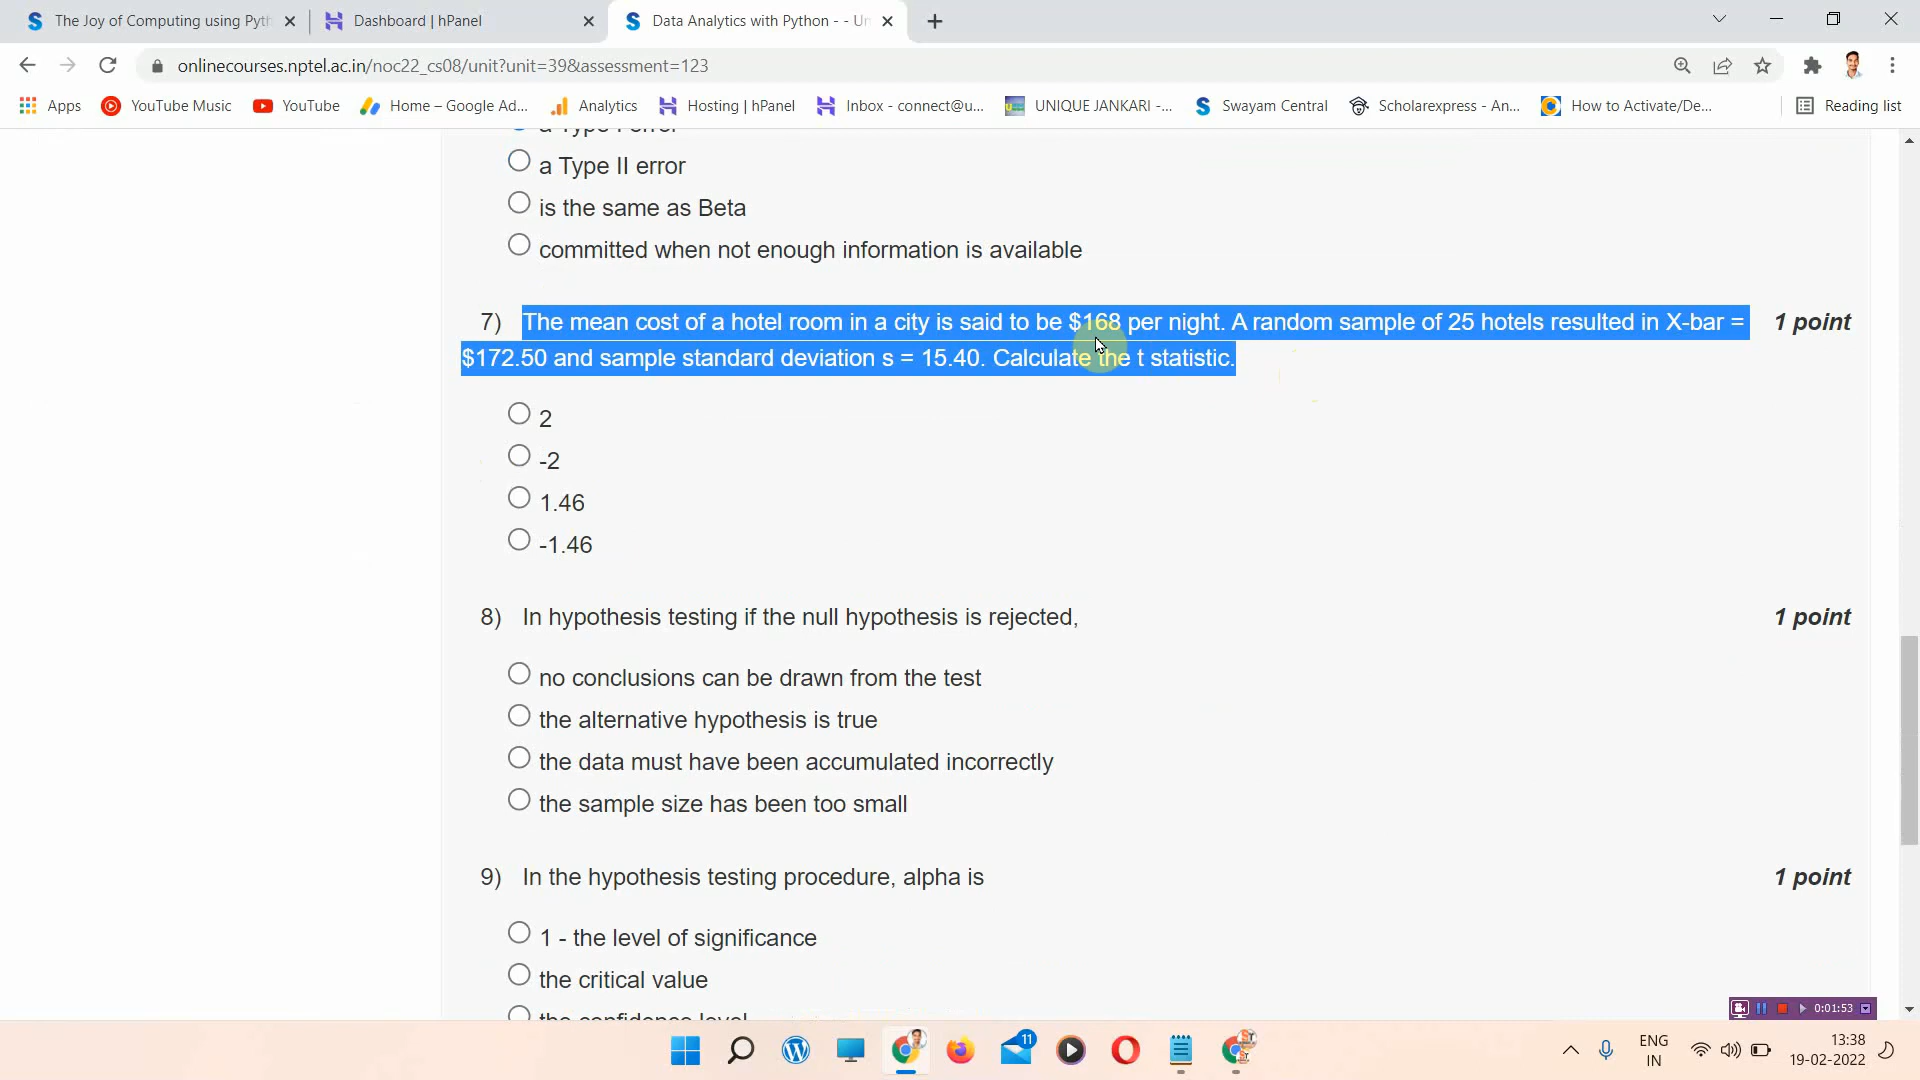 The Joy of Computing using Pyth
Dashboard | hPanel
Data Analytics with Python - - Un
onlinecourses.nptel.ac.in/noc22_cs08/unit?unit=39&assessment=123
Apps
YouTube Music
YouTube
Home – Google Ad...
Analytics
Hosting | hPanel
Inbox - connect@u...
UNIQUE JANKARI -...
Swayam Central
Scholarexpress - An...
How to Activate/De...
Reading list
a Type I error
a Type II error
is the same as Beta
committed when not enough information is available
7) The mean cost of a hotel room in a city is said to be $168 per night. A random sample of 25 hotels resulted in X-bar = 1 point
$172.50 and sample standard deviation s = 15.40. Calculate the t statistic.
2
-2
1.46
-1.46
8) In hypothesis testing if the null hypothesis is rejected, 1 point
no conclusions can be drawn from the test
the alternative hypothesis is true
the data must have been accumulated incorrectly
the sample size has been too small
9) In the hypothesis testing procedure, alpha is 1 point
1 - the level of significance
the critical value
the confidence level
0:01:53
11
ENG
IN
13:38
19-02-2022